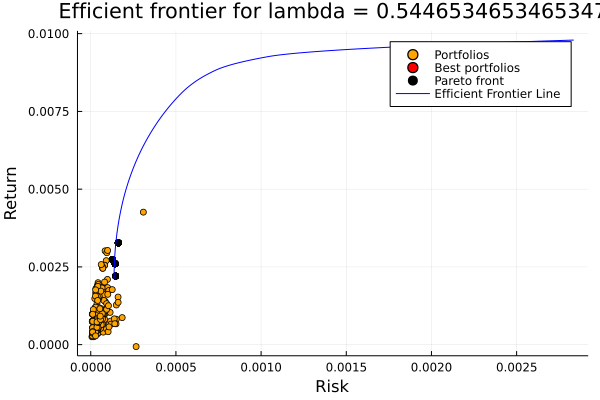 Efficient frontier for lambda = 0.5446534653465347
0.0100
0.0075
0.0050
0.0025
0.0000
Return
Portfolios
Best portfolios
Pareto front
Efficient Frontier Line
0.0000 0.0005 0.0010 0.0015 0.0020 0.0025
Risk